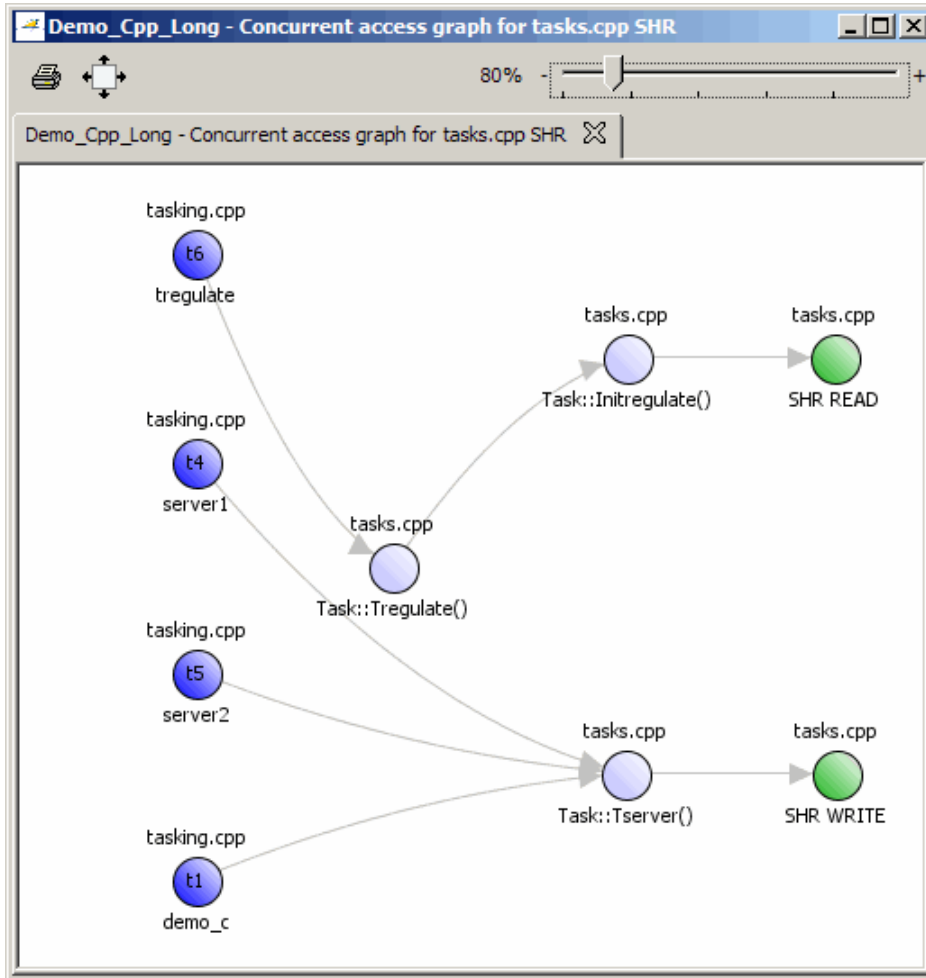 Demo_Cpp_Long - Concurrent access graph for tasks.cpp SHR
80% - +
Demo_Cpp_Long - Concurrent access graph for tasks.cpp SHR
tasking.cpp
t6
tregulate
tasks.cpp
Task::Initregulate()
tasks.cpp
SHR READ
tasking.cpp
t4
server1
tasks.cpp
Task::Tregulate()
tasking.cpp
t5
server2
tasks.cpp
Task::Tserver()
tasks.cpp
SHR WRITE
tasking.cpp
t1
demo_c